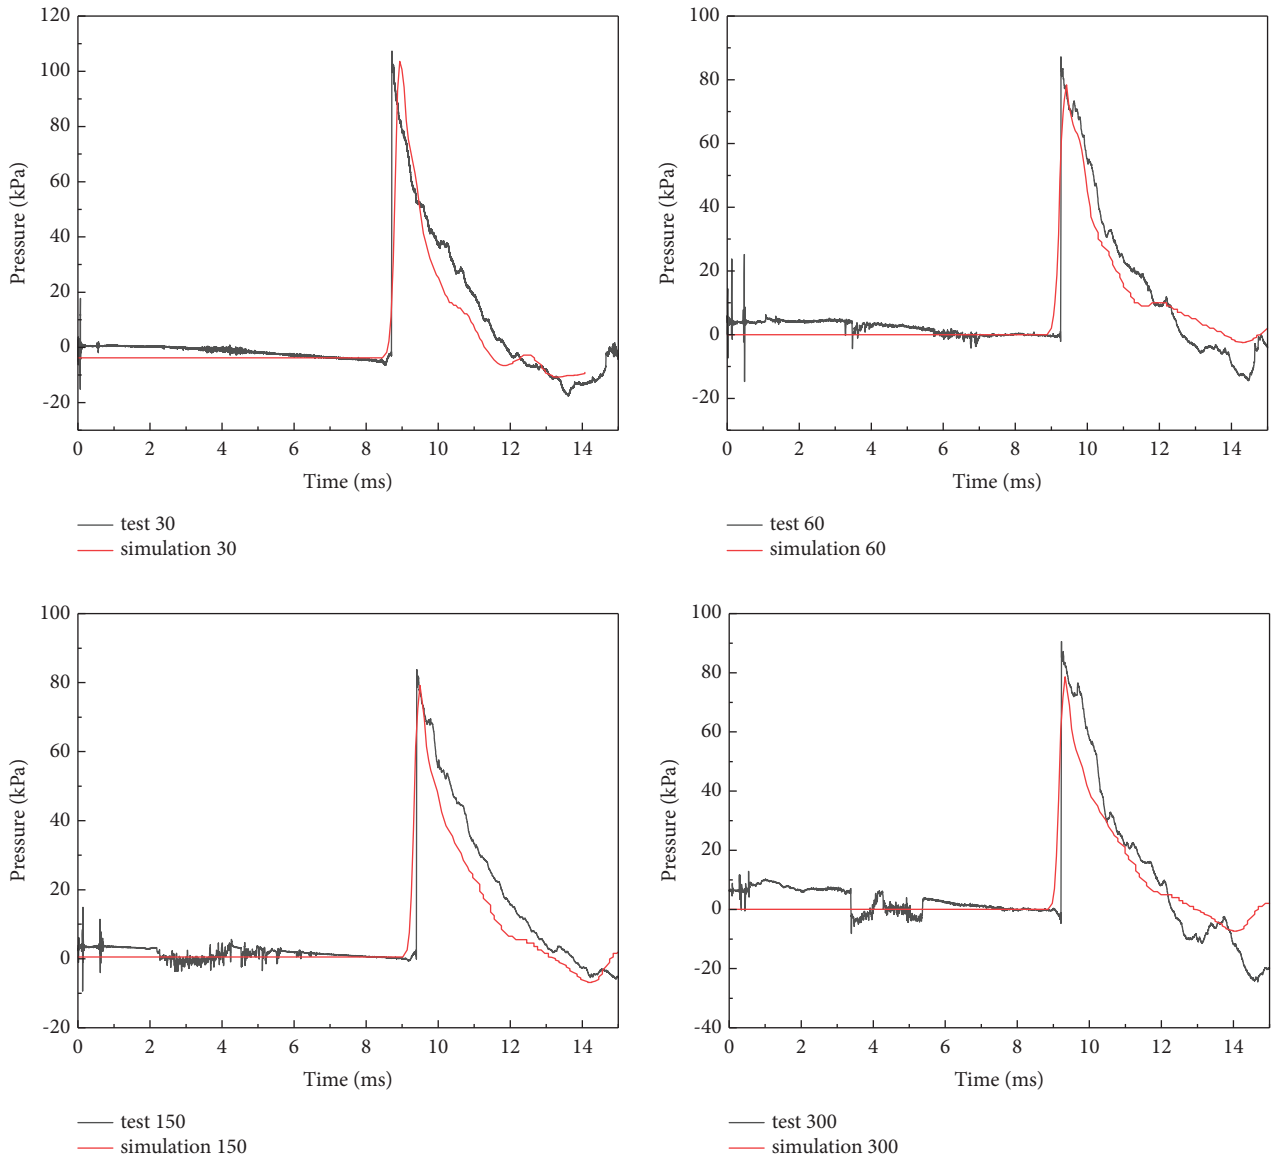 120
100
80
60
40
20
0
-20
Pressure (kPa)
0 2 4 6 8 10 12 14
Time (ms)
test 30
simulation 30
100
80
60
40
20
0
-20
Pressure (kPa)
0 2 4 6 8 10 12 14
Time (ms)
test 60
simulation 60
100
80
60
40
20
0
-20
Pressure (kPa)
0 2 4 6 8 10 12 14
Time (ms)
test 150
simulation 150
100
80
60
40
20
0
-20
-40
Pressure (kPa)
0 2 4 6 8 10 12 14
Time (ms)
test 300
simulation 300